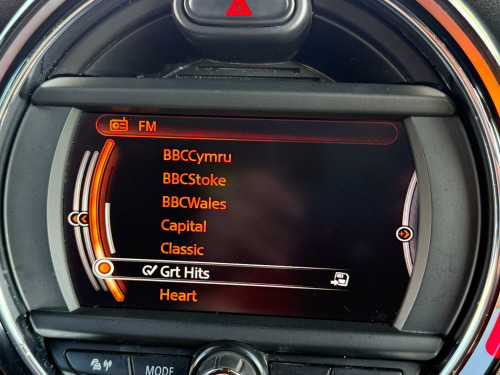 FM
BBCCymru
BBCStoke
BBCWales
Capital
Classic
Grt Hits
Heart
MODE